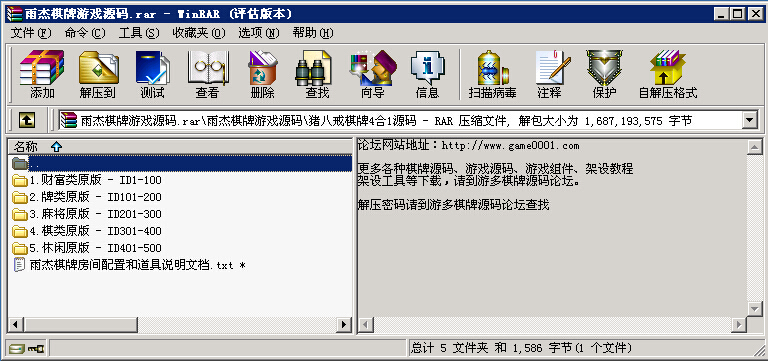 雨杰棋牌游戏源码.rar - WinRAR (评估版本)
文件(F) 命令(C) 工具(S) 收藏夹(O) 选项(N) 帮助(H)
添加 解压到 测试 查看 删除 查找 向导 信息 扫描病毒 注释 保护 自解压格式
雨杰棋牌游戏源码.rar\雨杰棋牌游戏源码\猪八戒棋牌4合1源码 - RAR 压缩文件, 解包大小为 1,687,193,575 字节
名称
..
1.财富类原版 - ID1-100
2.牌类原版 - ID101-200
3.麻将原版 - ID201-300
4.棋类原版 - ID301-400
5.休闲原版 - ID401-500
雨杰棋牌房间配置和道具说明文档.txt *
论坛网站地址：http://www.game0001.com
更多各种棋牌源码、游戏源码、游戏组件、架设教程
架设工具等下载，请到游多棋牌源码论坛。
解压密码请到游多棋牌源码论坛查找
总计 5 文件夹 和 1,586 字节(1 个文件)